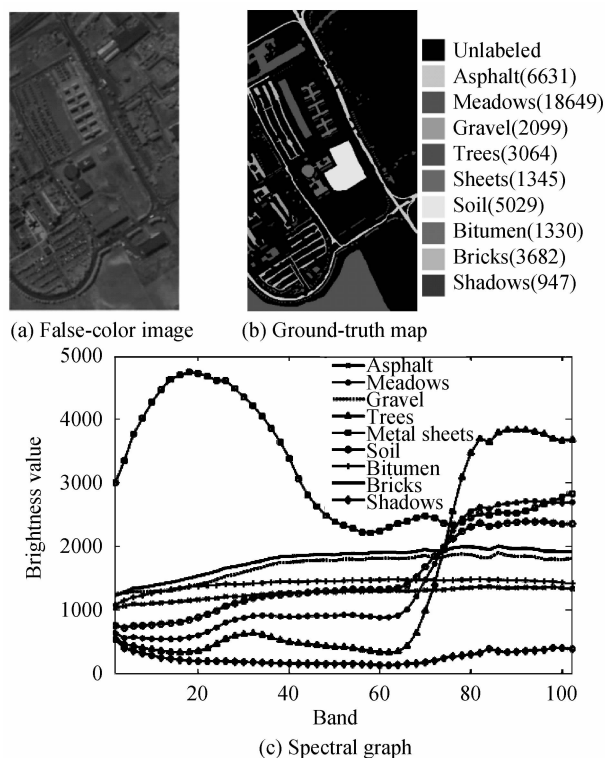 Unlabeled
Asphalt(6631)
Meadows(18649)
Gravel(2099)
Trees(3064)
Sheets(1345)
Soil(5029)
Bitumen(1330)
Bricks(3682)
Shadows(947)
(a) False-color image
(b) Ground-truth map
5000
4000
3000
2000
1000
0
Brightness value
Asphalt
Meadows
Gravel
Trees
Metal sheets
Soil
Bitumen
Bricks
Shadows
20
40
60
80
100
Band
(c) Spectral graph